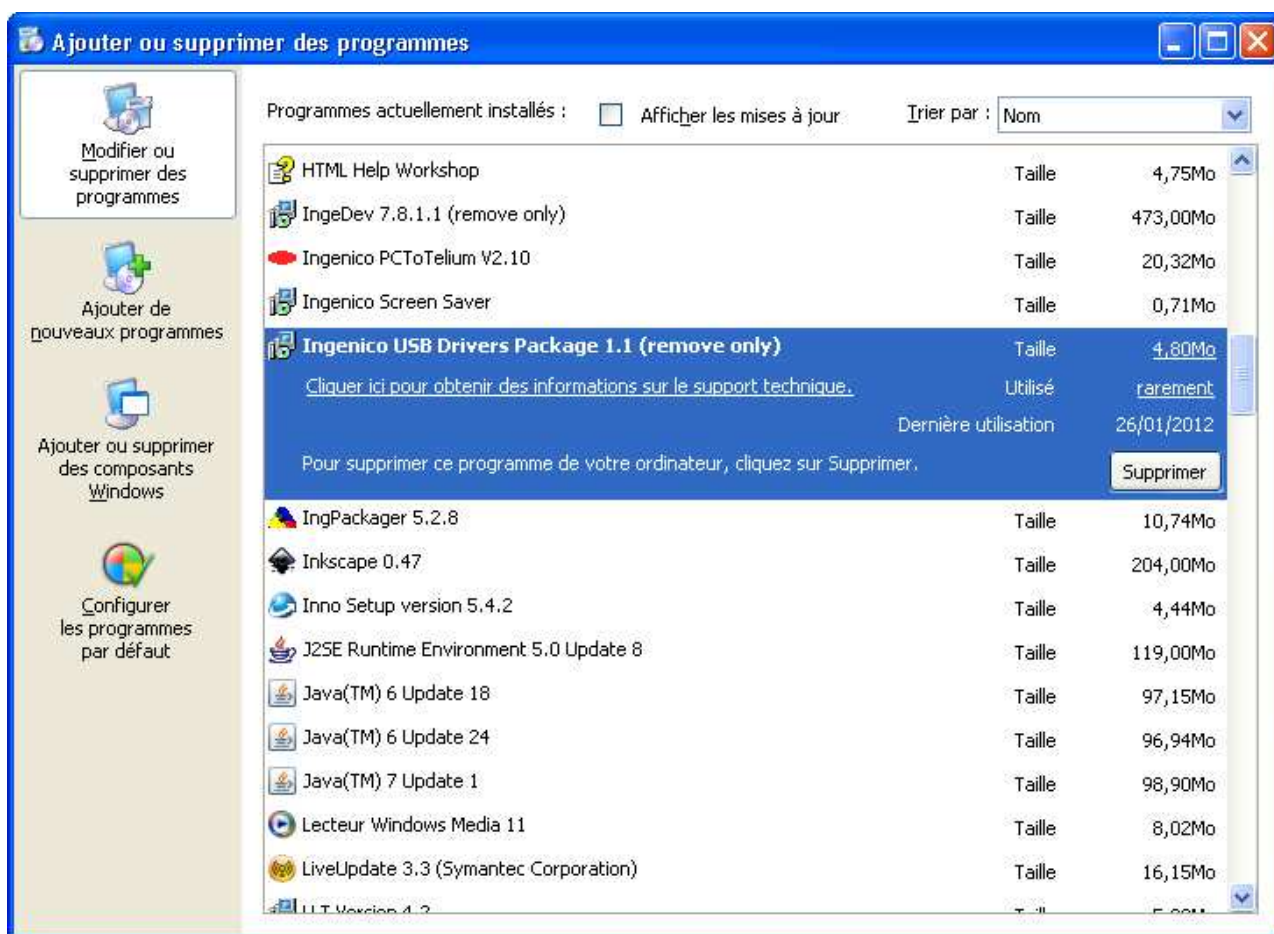 Ajouter ou supprimer des programmes
Modifier ou
supprimer des
programmes
Ajouter de
nouveaux programmes
Ajouter ou supprimer
des composants
Windows
Configurer
les programmes
par défaut
Programmes actuellement installés : Afficher les mises à jour Trier par : Nom
HTML Help Workshop Taille 4,75Mo
IngeDev 7.8.1.1 (remove only) Taille 473,00Mo
Ingenico PCToTelium V2.10 Taille 20,32Mo
Ingenico Screen Saver Taille 0,71Mo
Ingenico USB Drivers Package 1.1 (remove only) Taille 4,80Mo
Cliquer ici pour obtenir des informations sur le support technique. Utilisé rarement
Dernière utilisation 26/01/2012
Pour supprimer ce programme de votre ordinateur, cliquez sur Supprimer. Supprimer
IngPackager 5.2.8 Taille 10,74Mo
Inkscape 0.47 Taille 204,00Mo
Inno Setup version 5.4.2 Taille 4,44Mo
J2SE Runtime Environment 5.0 Update 8 Taille 119,00Mo
Java(TM) 6 Update 18 Taille 97,15Mo
Java(TM) 6 Update 24 Taille 96,94Mo
Java(TM) 7 Update 1 Taille 98,90Mo
Lecteur Windows Media 11 Taille 8,02Mo
LiveUpdate 3.3 (Symantec Corporation) Taille 16,15Mo